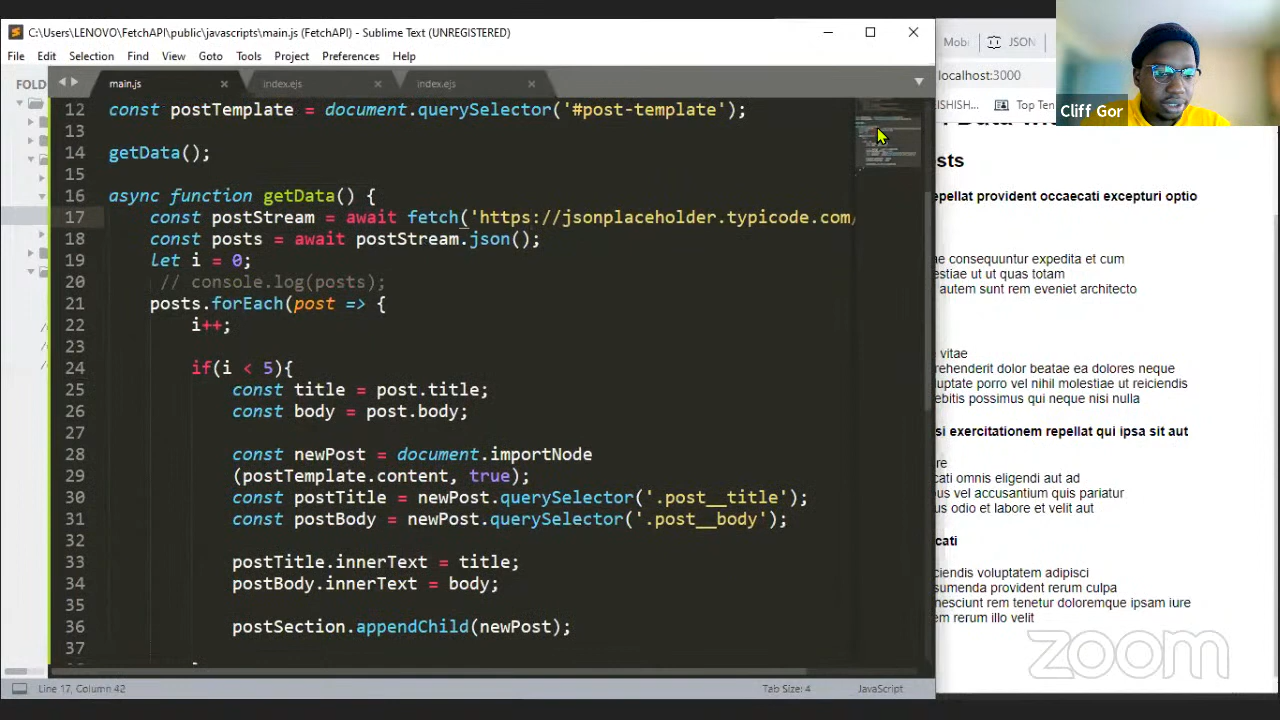 C:\Users\LENOVO\FetchAPI\public\javascripts\main.js (FetchAPI) - Sublime Text (UNREGISTERED)
File Edit Selection Find View Goto Tools Project Preferences Help
FOLD
main.js
index.ejs
index.ejs
12 const postTemplate = document.querySelector('#post-template');
13
14 getData();
15
16 async function getData() {
17 const postStream = await fetch('https://jsonplaceholder.typicode.com/
18 const posts = await postStream.json();
19 let i = 0;
20 // console.log(posts);
21 posts.forEach(post => {
22 i++;
23
24 if(i < 5){
25 const title = post.title;
26 const body = post.body;
27
28 const newPost = document.importNode
29 (postTemplate.content, true);
30 const postTitle = newPost.querySelector('.post__title');
31 const postBody = newPost.querySelector('.post__body');
32
33 postTitle.innerText = title;
34 postBody.innerText = body;
35
36 postSection.appendChild(newPost);
37
Line 17, Column 42
Tab Size: 4
JavaScript
Mobi
JSON
localhost:3000
ISHISH...
Top Ten
Cliff Gor
sts
epellat provident occaecati excepturi optio
ne consequuntur expedita et cum
estiae ut ut quas totam
autem sunt rem eveniet architecto
vitae
rehenderit dolor beatae ea dolores neque
uptate porro vel nihil molestiae ut reiciendis
ebitis possimus qui neque nisi nulla
si exercitationem repellat qui ipsa sit aut
re
cati omnis eligendi aut ad
us vel accusantium quis pariatur
us odio et labore et velit aut
cati
ciendis voluptatem adipisci
sumenda provident rerum culpa
nesciunt rem tenetur doloremque ipsam iure
em rerum illo velit
zoom